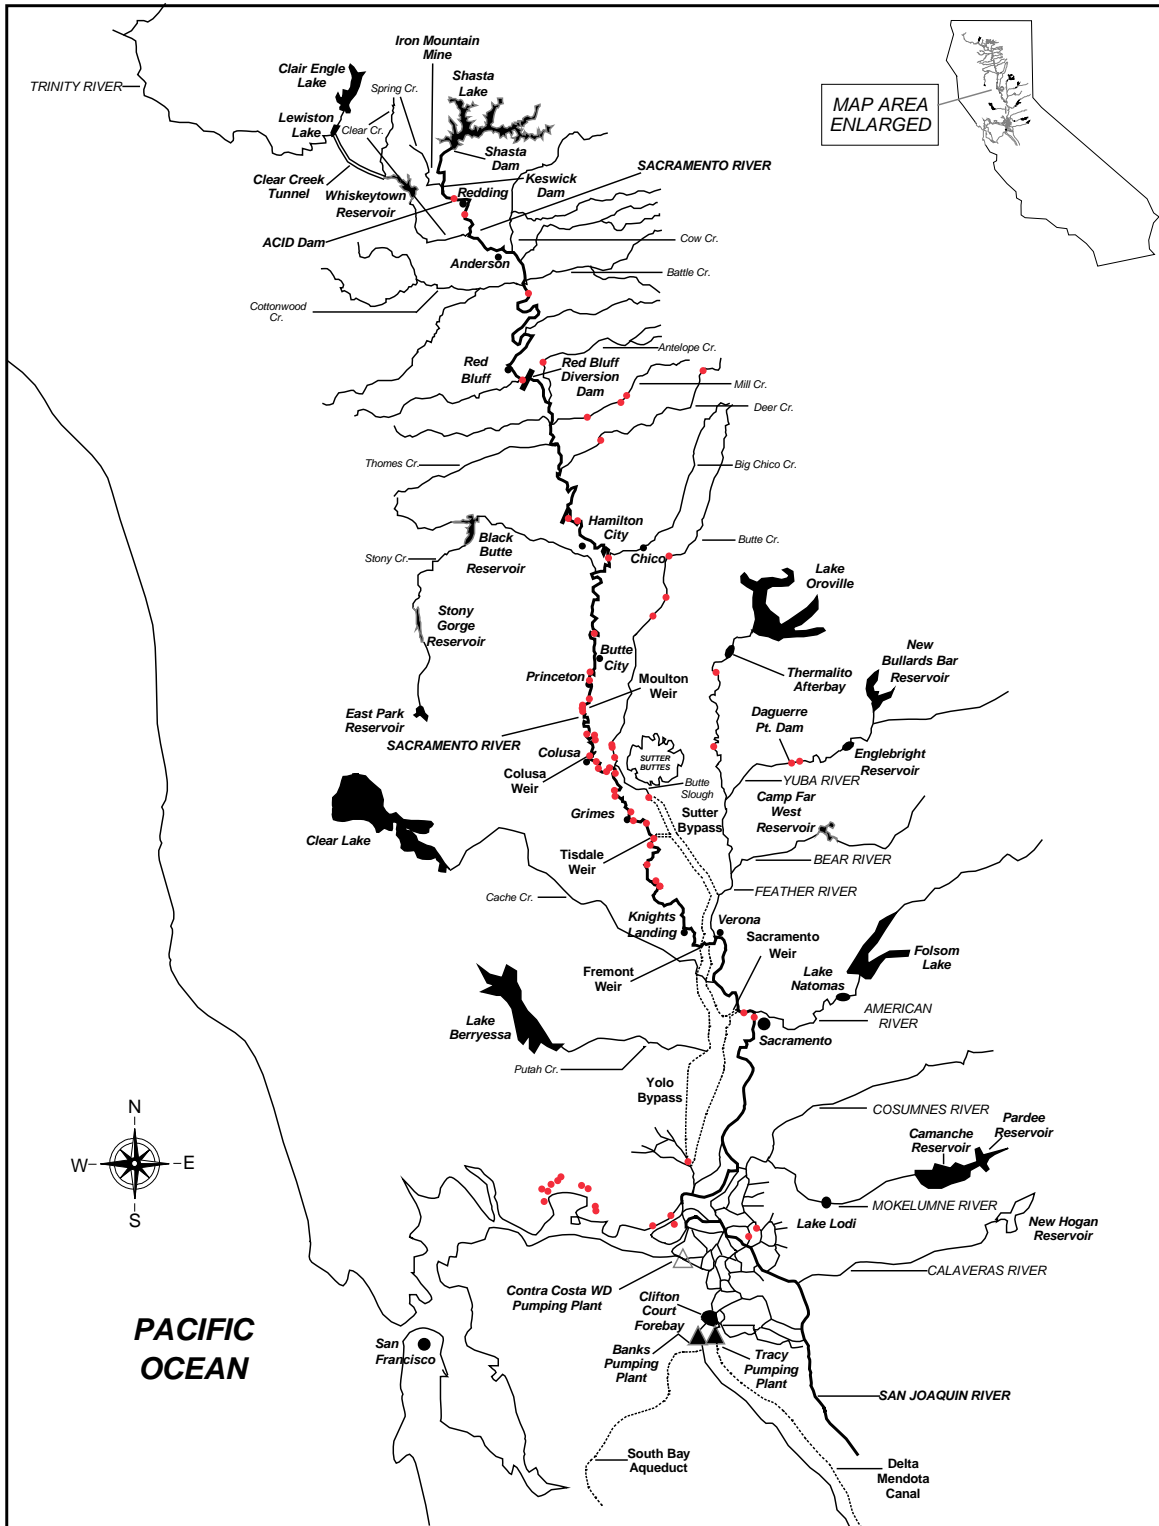 Iron Mountain
Mine
Clair Engle
Lake
Shasta
Lake
TRINITY RIVER
Spring Cr.
MAP AREA
ENLARGED
Lewiston
Lake
Clear Cr.
Shasta
Dam
SACRAMENTO RIVER
Clear Creek
Tunnel
Keswick
Dam
Whiskeytown
Reservoir
Redding
ACID Dam
Cow Cr.
Anderson
Battle Cr.
Cottonwood
Cr.
Antelope Cr.
Red
Bluff
Red Bluff
Diversion
Dam
Mill Cr.
Deer Cr.
Thomes Cr.
Big Chico Cr.
Hamilton
City
Black
Butte
Reservoir
Butte Cr.
Stony Cr.
Chico
Lake
Oroville
Stony
Gorge
Reservoir
Butte
City
New
Bullards Bar
Reservoir
Princeton
Moulton
Weir
Thermalito
Afterbay
East Park
Reservoir
Daguerre
Pt. Dam
SACRAMENTO RIVER
Colusa
SUTTER
BUTTES
Englebright
Reservoir
Colusa
Weir
Butte
Slough
YUBA RIVER
Camp Far
West
Reservoir
Grimes
Sutter
Bypass
Clear Lake
Tisdale
Weir
BEAR RIVER
Cache Cr.
FEATHER RIVER
Knights
Landing
Verona
Sacramento
Weir
Folsom
Lake
Fremont
Weir
Lake
Natomas
Lake
Berryessa
AMERICAN
RIVER
Sacramento
Putah Cr.
Yolo
Bypass
N
W
E
S
COSUMNES RIVER
Pardee
Reservoir
Camanche
Reservoir
MOKELUMNE RIVER
Lake Lodi
New Hogan
Reservoir
CALAVERAS RIVER
Contra Costa WD
Pumping Plant
Clifton
Court
Forebay
PACIFIC
OCEAN
San
Francisco
Banks
Pumping
Plant
Tracy
Pumping
Plant
SAN JOAQUIN RIVER
South Bay
Aqueduct
Delta
Mendota
Canal